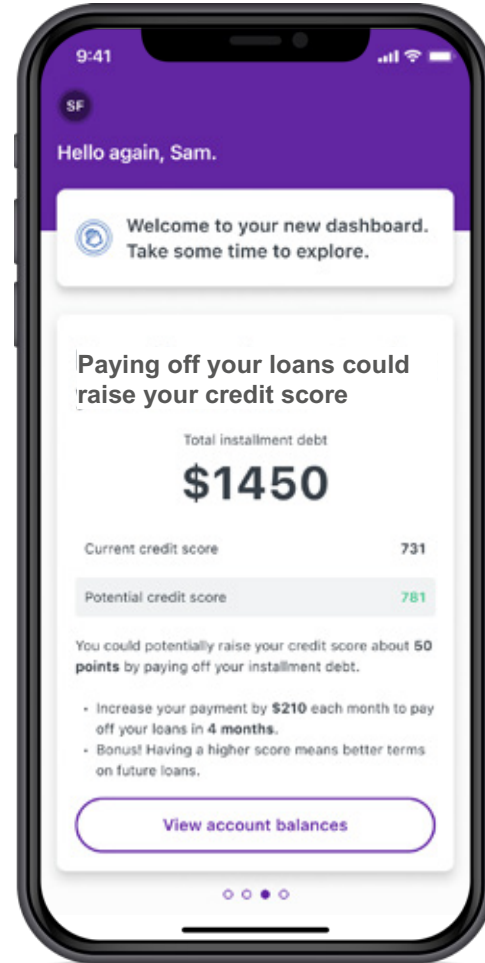 9:41
SF
Hello again, Sam.
Welcome to your new dashboard.
Take some time to explore.
Paying off your loans could
raise your credit score
Total installment debt
$1450
Current credit score 731
Potential credit score 781
You could potentially raise your credit score about 50
points by paying off your installment debt.
• Increase your payment by $210 each month to pay
off your loans in 4 months.
• Bonus! Having a higher score means better terms
on future loans.
View account balances